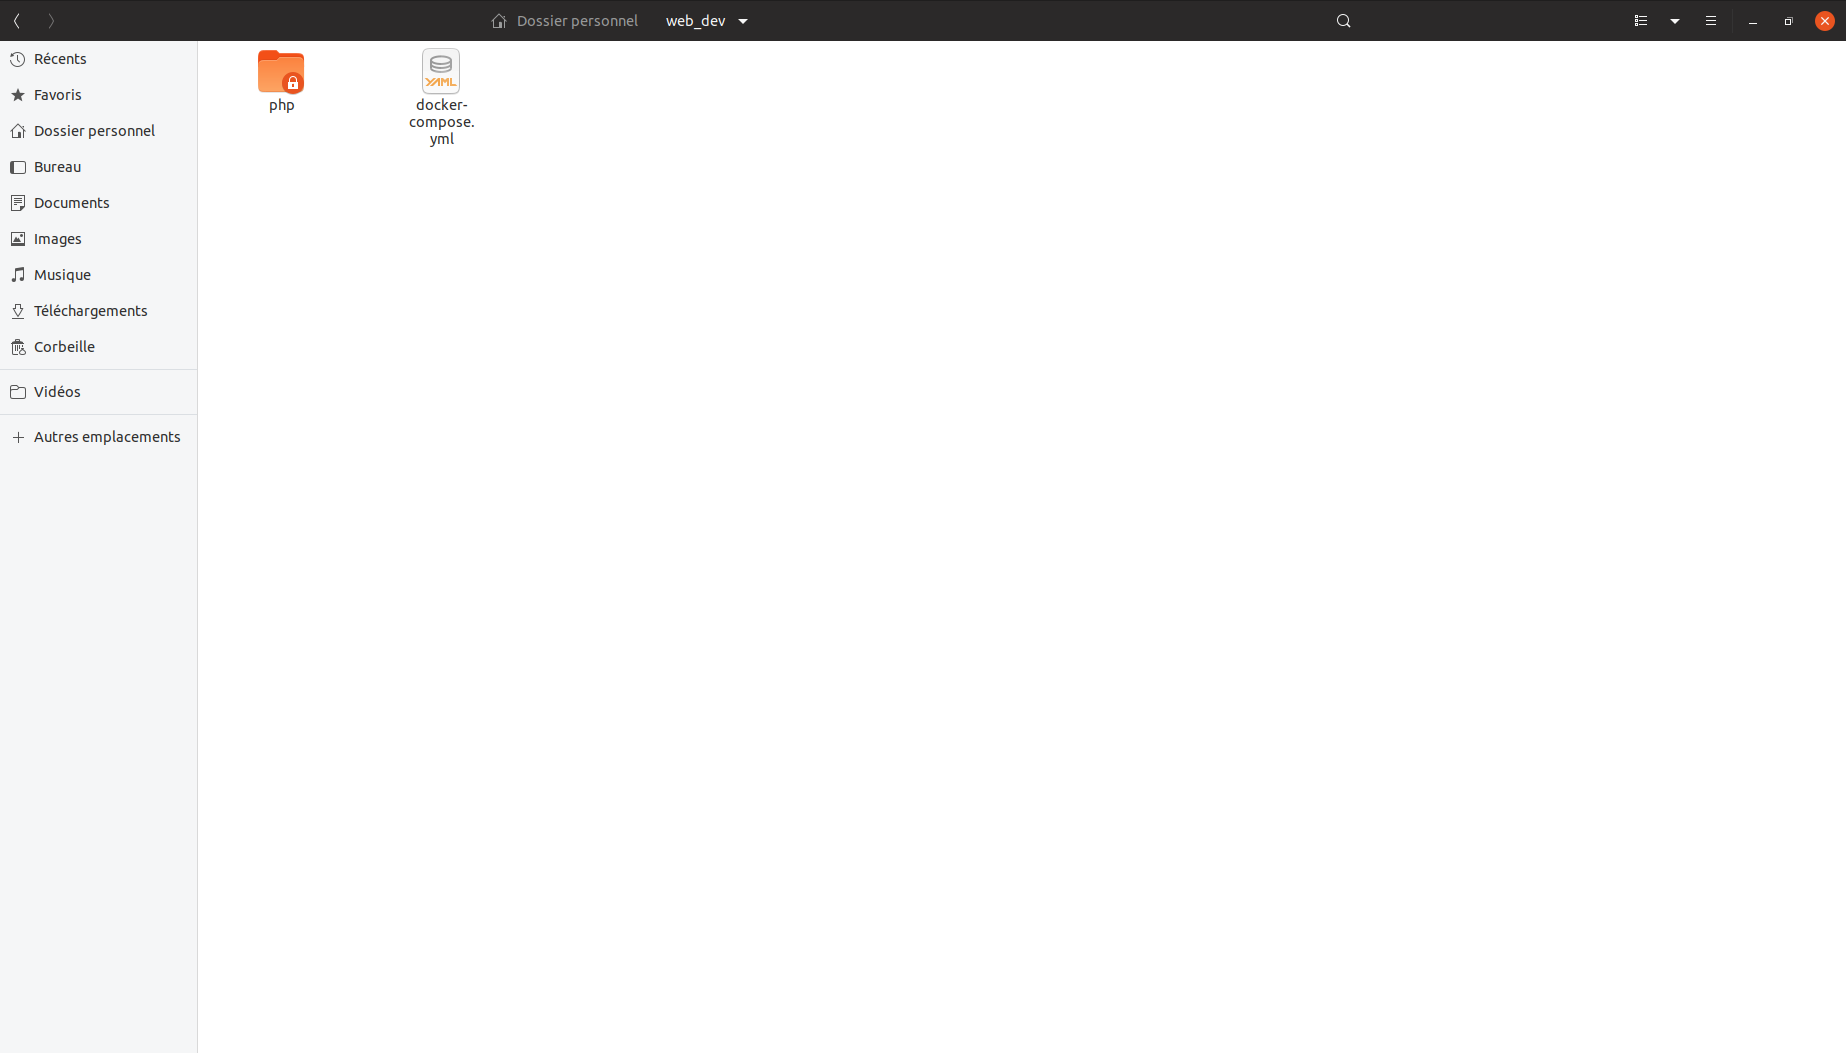 Dossier personnel
web_dev
Récents
Favoris
Dossier personnel
Bureau
Documents
Images
Musique
Téléchargements
Corbeille
Vidéos
Autres emplacements
php
YAML
docker-
compose.
yml